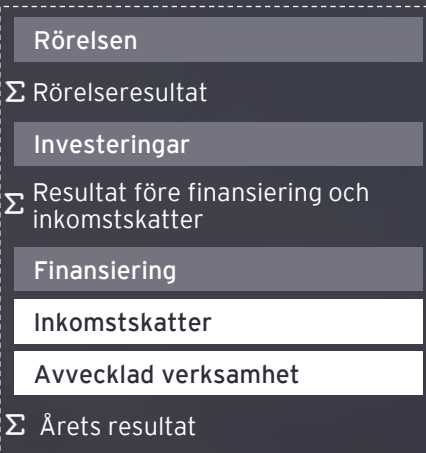 Rörelsen
Σ Rörelseresultat
Investeringar
Σ Resultat före finansiering och
inkomstskatter
Finansiering
Inkomstskatter
Avvecklad verksamhet
Σ Årets resultat